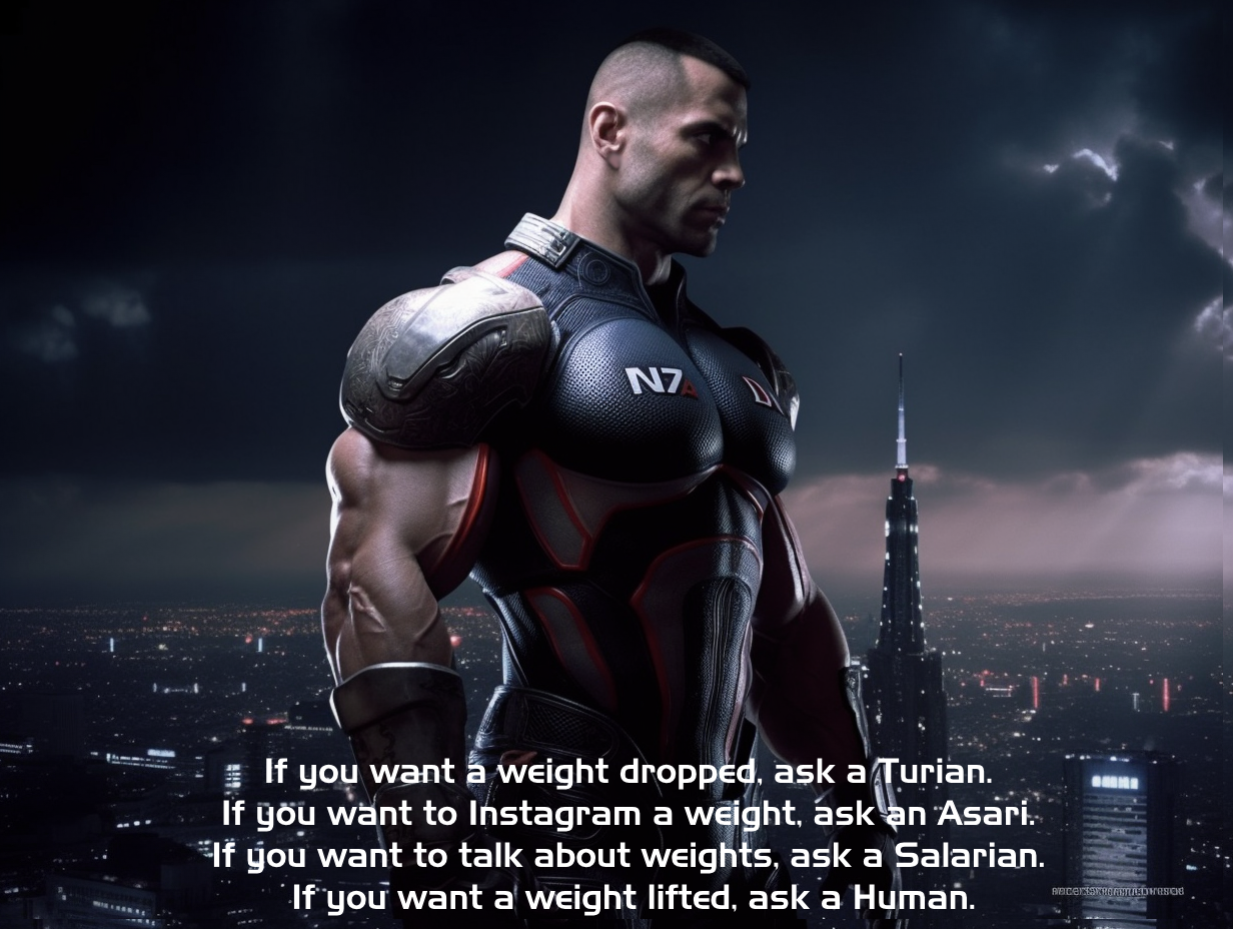 N7
If you want a weight dropped, ask a Turian.
If you want to Instagram a weight, ask an Asari.
If you want to talk about weights, ask a Salarian.
If you want a weight lifted, ask a Human.